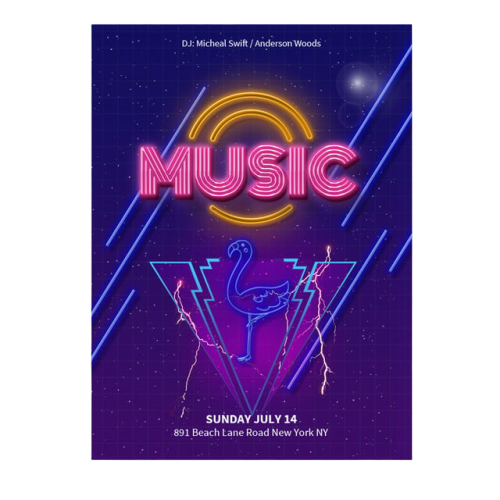 DJ: Micheal Swift / Anderson Woods
MUSIC
SUNDAY JULY 14
891 Beach Lane Road New York NY